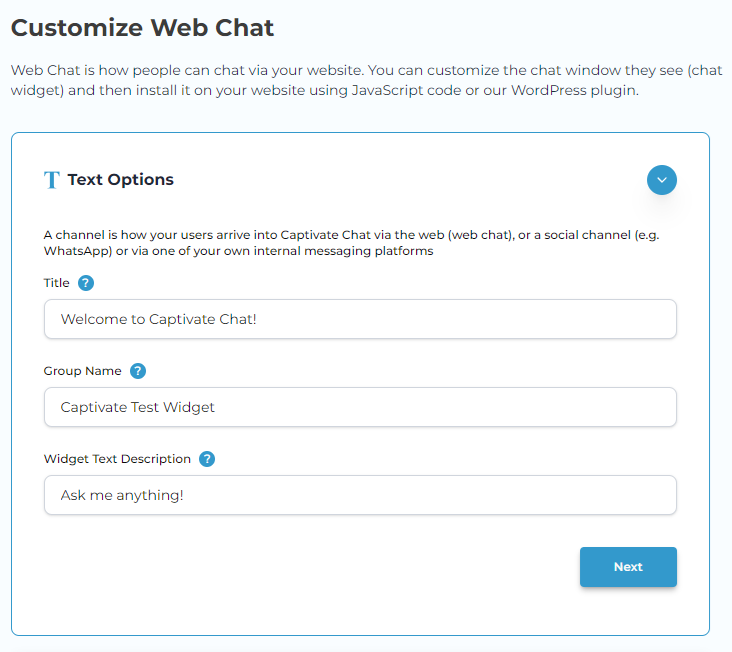 Customize Web Chat
Web Chat is how people can chat via your website. You can customize the chat window they see (chat
widget) and then install it on your website using JavaScript code or our WordPress plugin.
T Text Options
A channel is how your users arrive into Captivate Chat via the web (web chat), or a social channel (e.g.
WhatsApp) or via one of your own internal messaging platforms
Title ?
Welcome to Captivate Chat!
Group Name ?
Captivate Test Widget
Widget Text Description ?
Ask me anything!
Next